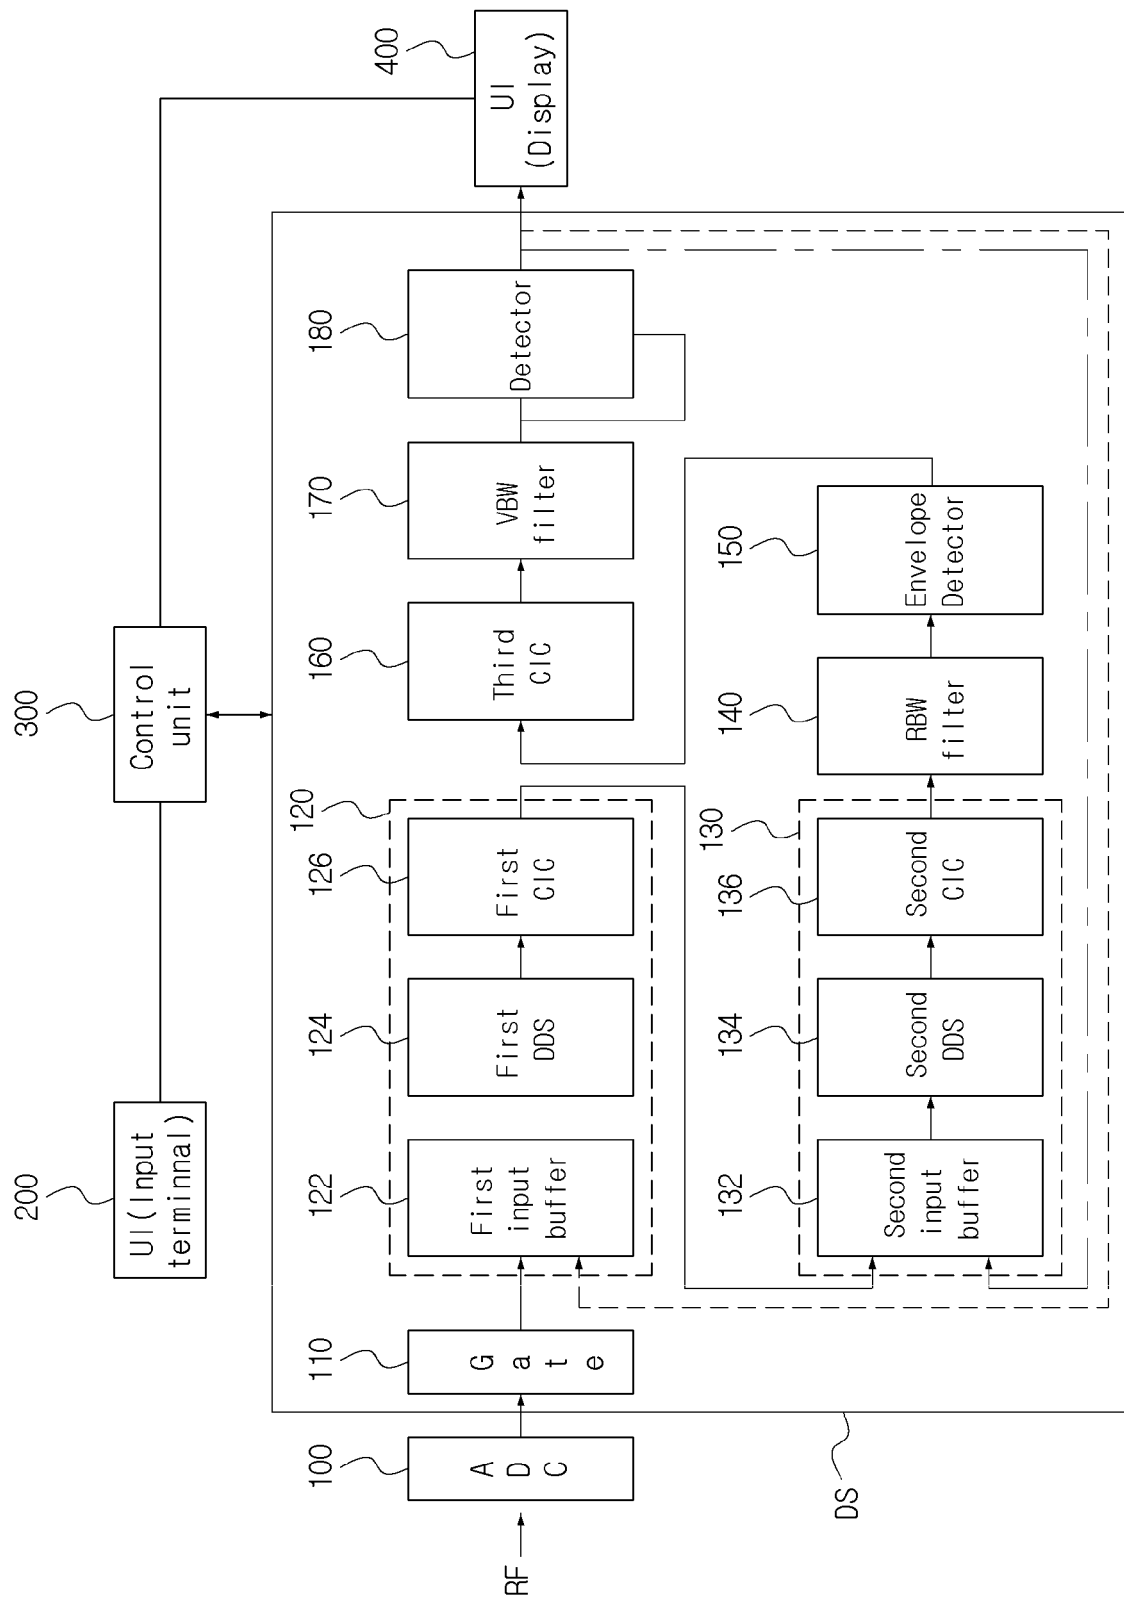 200
UI(Input
terminnal)
300
Control
unit
400
UI
(Display)
RF
100
A
D
C
110
G
a
t
e
120
122
First
input
buffer
124
First
DDS
126
First
CIC
160
Third
CIC
170
VBW
filter
180
Detector
130
132
Second
input
buffer
134
Second
DDS
136
Second
CIC
140
RBW
filter
150
Envelope
Detector
DS